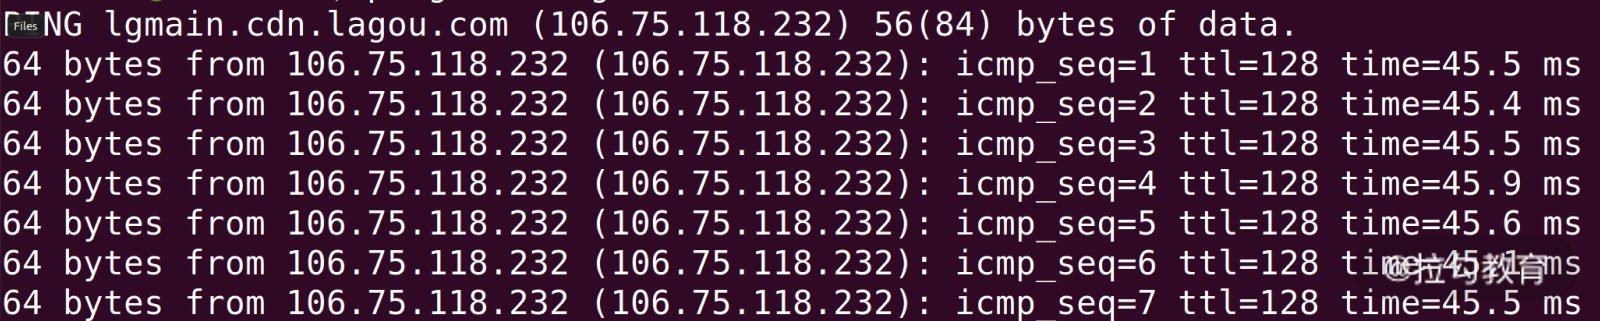 PING lgmain.cdn.lagou.com (106.75.118.232) 56(84) bytes of data.
Files
64 bytes from 106.75.118.232 (106.75.118.232): icmp_seq=1 ttl=128 time=45.5 ms
64 bytes from 106.75.118.232 (106.75.118.232): icmp_seq=2 ttl=128 time=45.4 ms
64 bytes from 106.75.118.232 (106.75.118.232): icmp_seq=3 ttl=128 time=45.5 ms
64 bytes from 106.75.118.232 (106.75.118.232): icmp_seq=4 ttl=128 time=45.9 ms
64 bytes from 106.75.118.232 (106.75.118.232): icmp_seq=5 ttl=128 time=45.6 ms
64 bytes from 106.75.118.232 (106.75.118.232): icmp_seq=6 ttl=128 time=45.1 ms
@拉勾教育
64 bytes from 106.75.118.232 (106.75.118.232): icmp_seq=7 ttl=128 time=45.5 ms